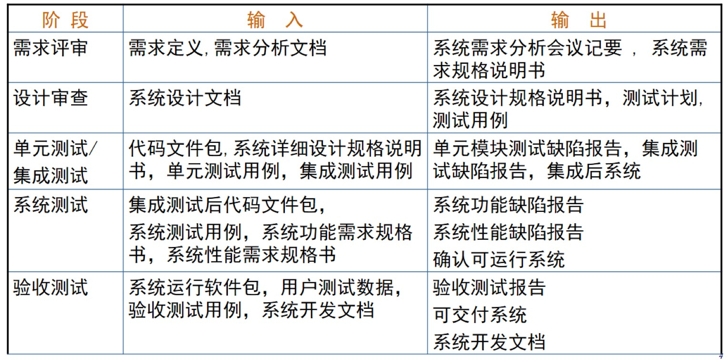 阶 段 输 入 输 出
需求评审 需求定义,需求分析文档 系统需求分析会议记要 , 系统需
求规格说明书
设计审查 系统设计文档 系统设计规格说明书，测试计划,
测试用例
单元测试/ 代码文件包,系统详细设计规格说明 单元模块测试缺陷报告，集成测
集成测试 书，单元测试用例，集成测试用例 试缺陷报告，集成后系统
系统测试 集成测试后代码文件包， 系统功能缺陷报告
系统测试用例，系统功能需求规格 系统性能缺陷报告
书，系统性能需求规格书 确认可运行系统
验收测试 系统运行软件包，用户测试数据， 验收测试报告
验收测试用例，系统开发文档 可交付系统
系统开发文档